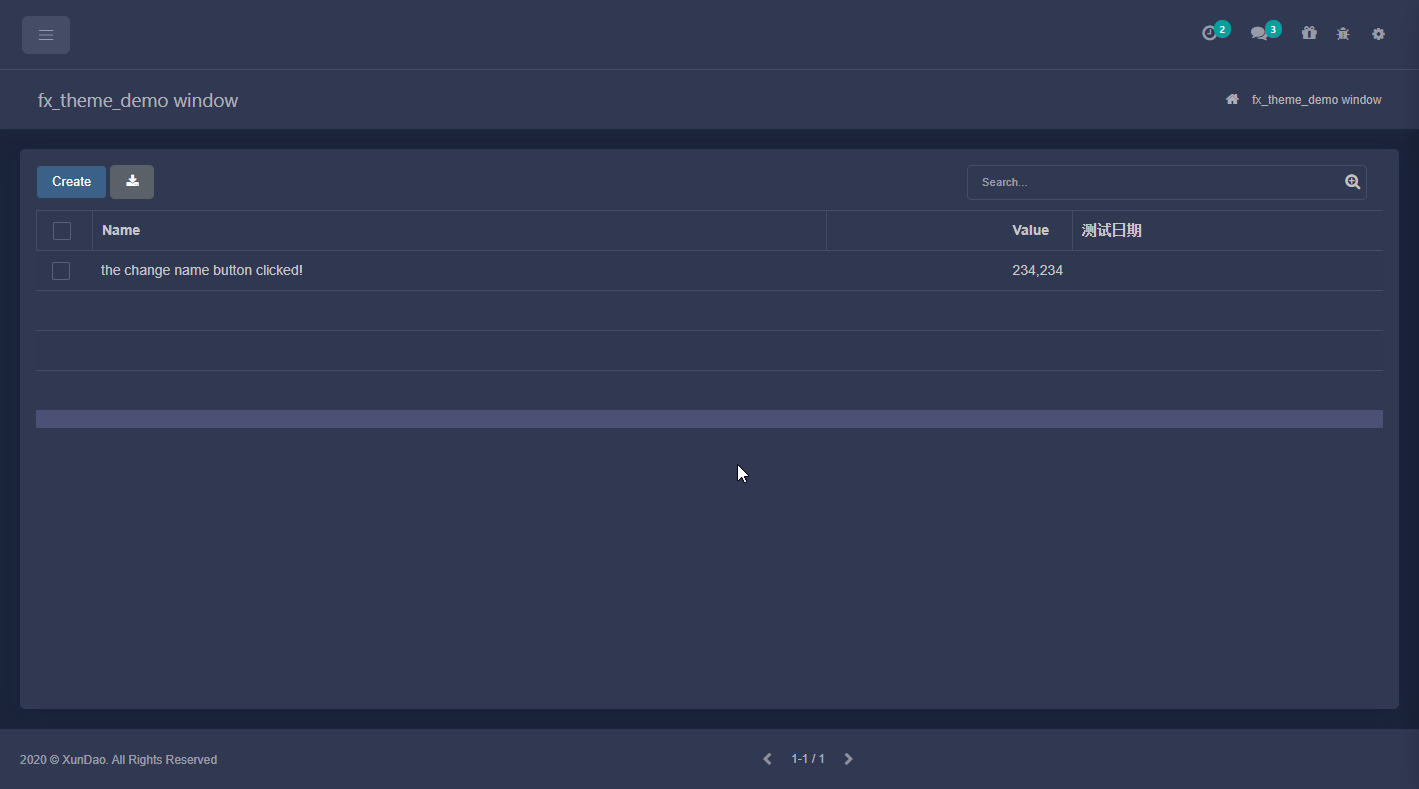 2 3
fx_theme_demo window
fx_theme_demo window
Create
Search...
Name Value 测试日期
the change name button clicked! 234,234
2020 © XunDao. All Rights Reserved
1-1 / 1